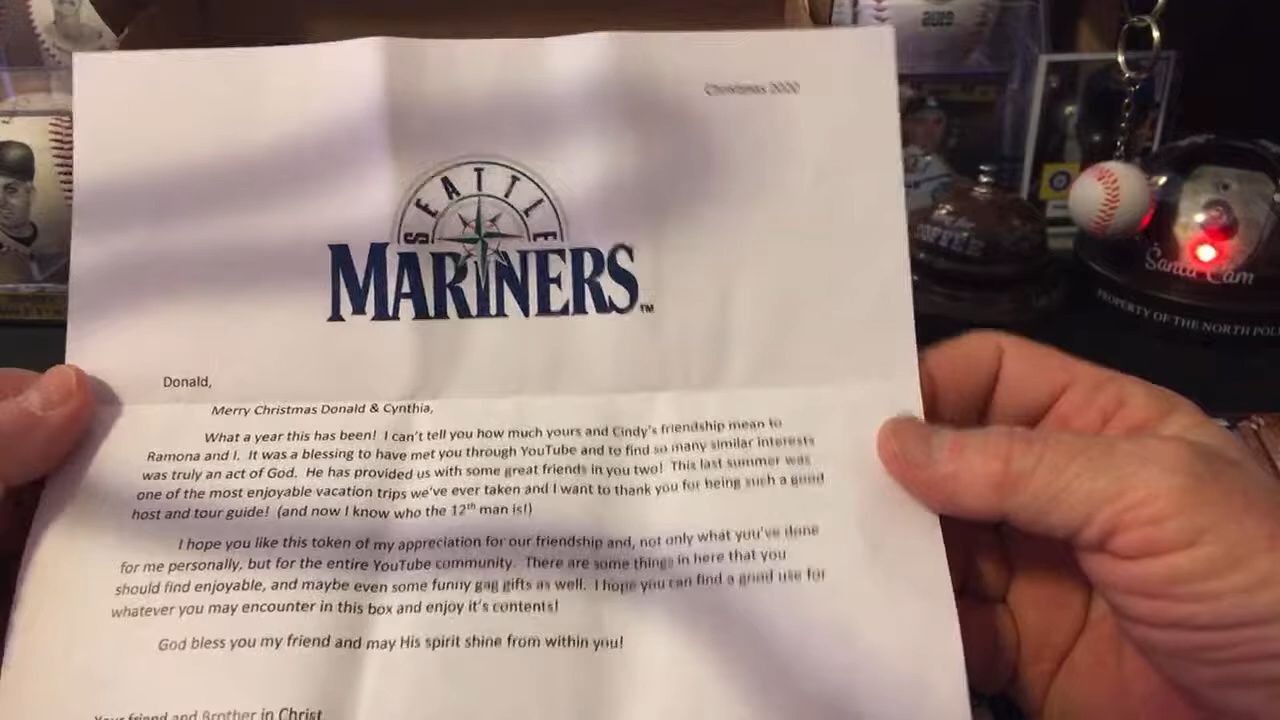 2019
Christmas 2020
SEATTLE
MARINERS™
Donald,
Merry Christmas Donald & Cynthia,
What a year this has been! I can't tell you how much yours and Cindy's friendship mean to
Ramona and I. It was a blessing to have met you through YouTube and to find so many similar interests
was truly an act of God. He has provided us with some great friends in you two! This last summer was
one of the most enjoyable vacation trips we've ever taken and I want to thank you for being such a good
host and tour guide! (and now I know who the 12th man is!)
I hope you like this token of my appreciation for our friendship and, not only what you've done
for me personally, but for the entire YouTube community. There are some things in here that you
should find enjoyable, and maybe even some funny gag gifts as well. I hope you can find a good use for
whatever you may encounter in this box and enjoy it's contents!
God bless you my friend and may His spirit shine from within you!
Your friend and Brother in Christ
COFFEE
Santa Cam
PROPERTY OF THE NORTH POL